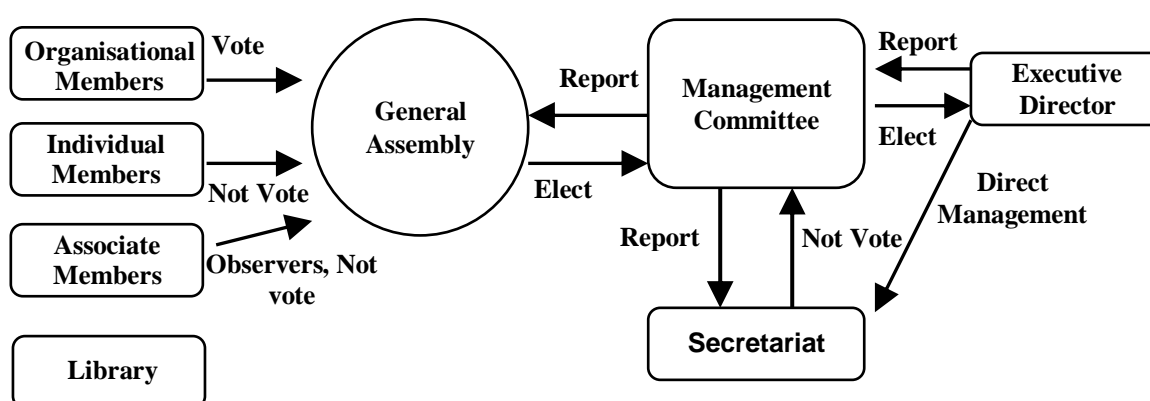 Organisational
Members
Vote
Individual
Members
Not Vote
Associate
Members
Observers, Not
vote
Library
General
Assembly
Report
Elect
Management
Committee
Report
Elect
Executive
Director
Direct
Management
Report
Not Vote
Secretariat